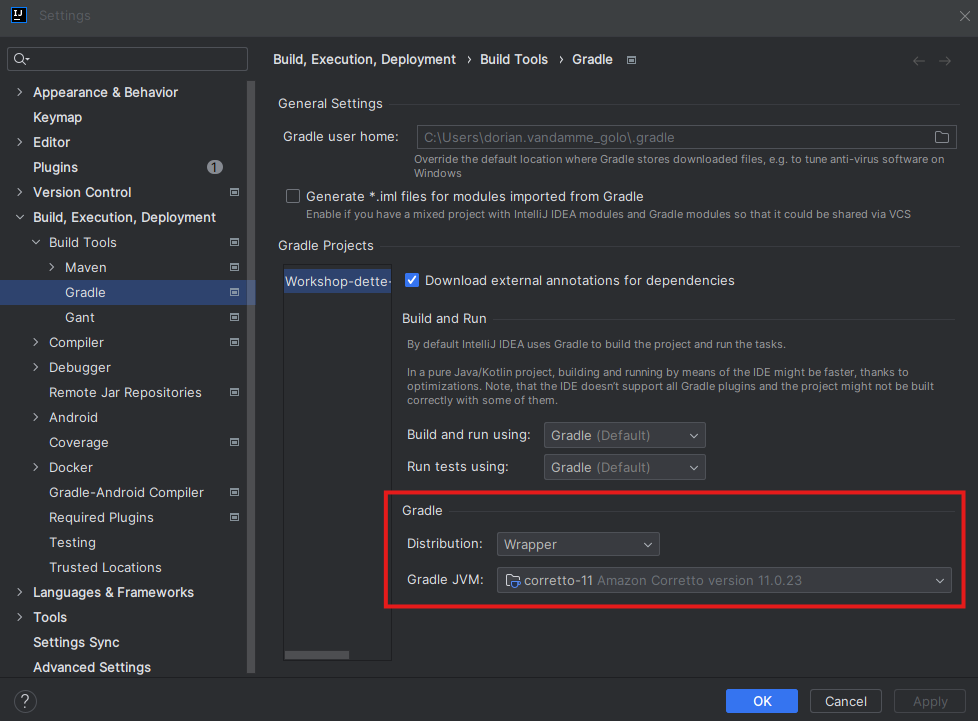 IJ
Settings
Build, Execution, Deployment › Build Tools › Gradle
Appearance & Behavior
Keymap
Editor
Plugins 1
Version Control
Build, Execution, Deployment
Build Tools
Maven
Gradle
Gant
Compiler
Debugger
Remote Jar Repositories
Android
Coverage
Docker
Gradle-Android Compiler
Required Plugins
Testing
Trusted Locations
Languages & Frameworks
Tools
Settings Sync
Advanced Settings
General Settings
Gradle user home: C:\Users\dorian.vandamme_golo\.gradle
Override the default location where Gradle stores downloaded files, e.g. to tune anti-virus software on
Windows
Generate *.iml files for modules imported from Gradle
Enable if you have a mixed project with IntelliJ IDEA modules and Gradle modules so that it could be shared via VCS
Gradle Projects
Workshop-dette-
Download external annotations for dependencies
Build and Run
By default IntelliJ IDEA uses Gradle to build the project and run the tasks.
In a pure Java/Kotlin project, building and running by means of the IDE might be faster, thanks to
optimizations. Note, that the IDE doesn't support all Gradle plugins and the project might not be built
correctly with some of them.
Build and run using: Gradle (Default)
Run tests using: Gradle (Default)
Gradle
Distribution: Wrapper
Gradle JVM: corretto-11 Amazon Corretto version 11.0.23
?
OK
Cancel
Apply